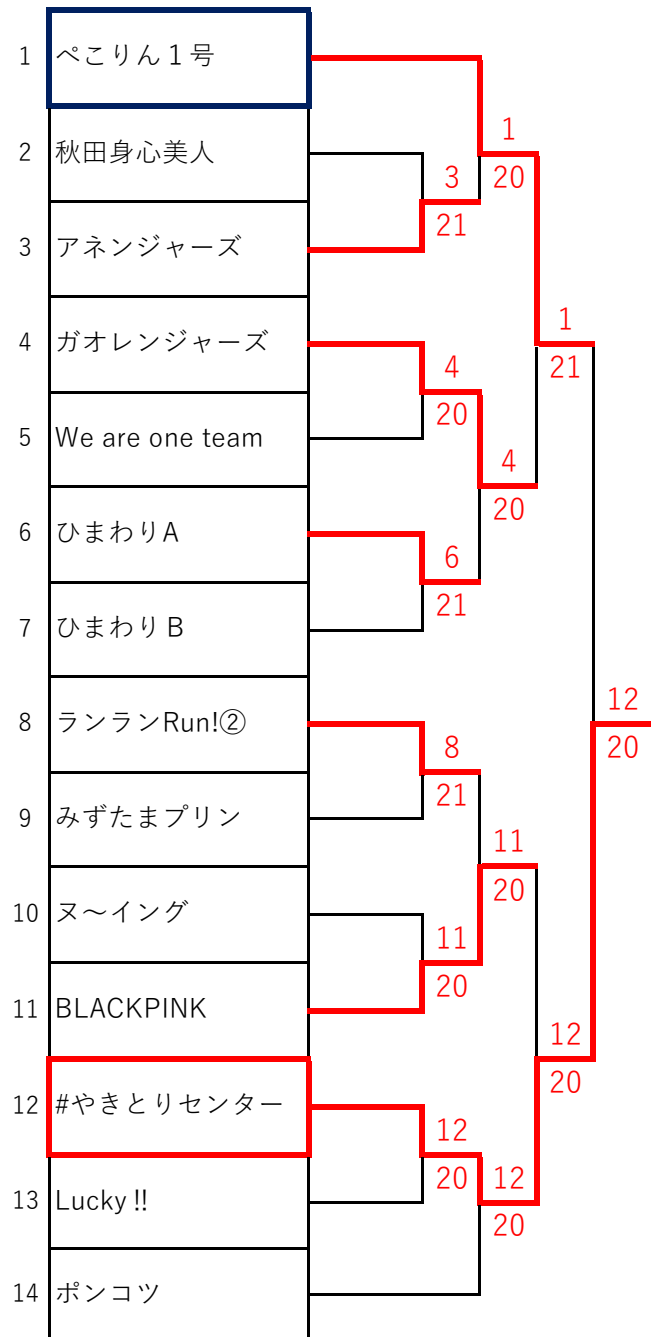 1 ぺこりん１号
2 秋田身心美人
3 アネンジャーズ
4 ガオレンジャーズ
5 We are one team
6 ひまわりA
7 ひまわりＢ
8 ランランRun!②
9 みずたまプリン
10 ヌ～イング
11 BLACKPINK
12 #やきとりセンター
13 Lucky !!
14 ポンコツ
3
21
4
20
6
21
8
21
11
20
12
20
1
20
4
20
11
20
12
20
1
21
12
20
12
20